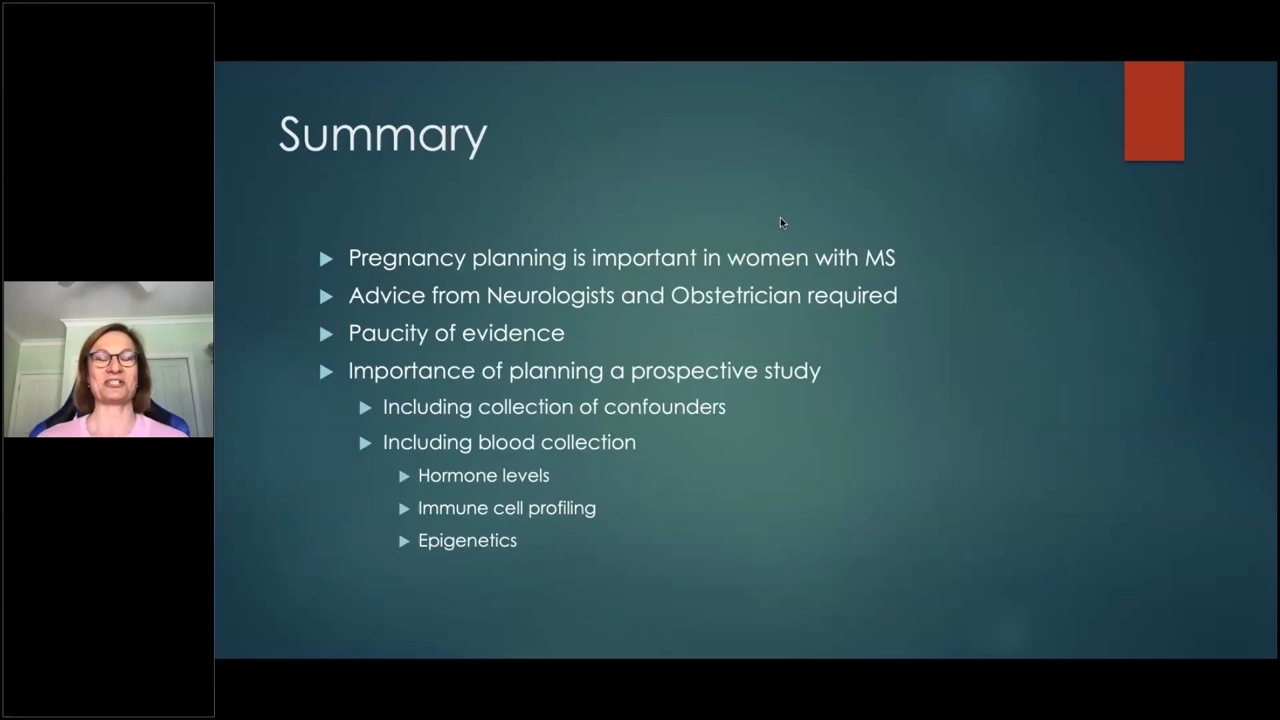 Summary
Pregnancy planning is important in women with MS
Advice from Neurologists and Obstetrician required
Paucity of evidence
Importance of planning a prospective study
Including collection of confounders
Including blood collection
Hormone levels
Immune cell profiling
Epigenetics